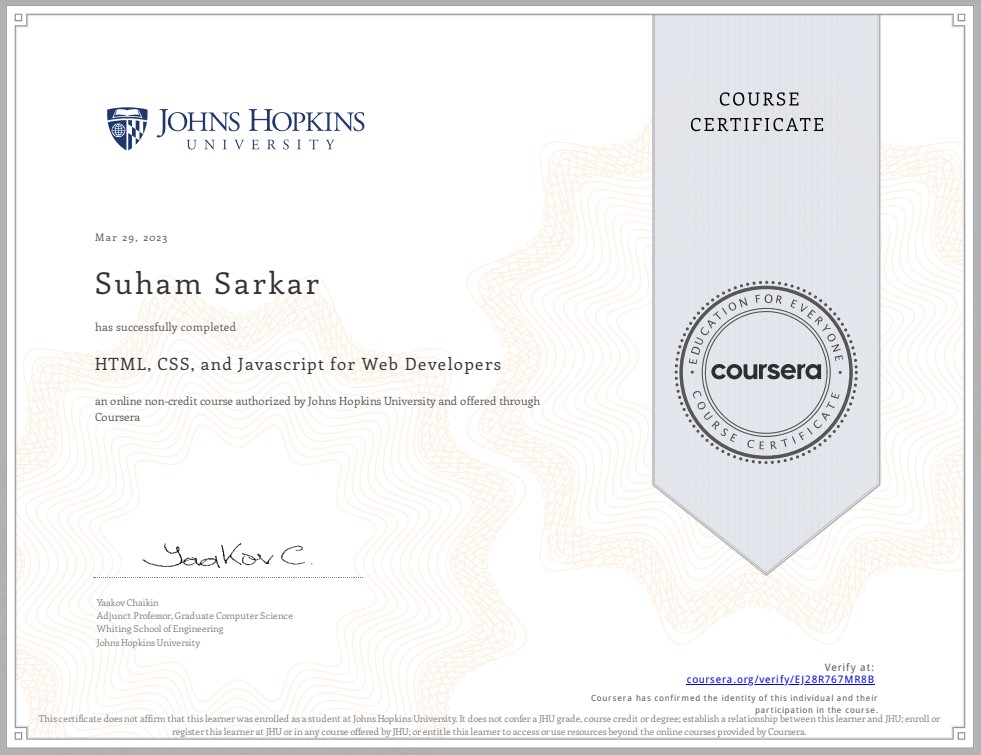 JOHNS HOPKINS
UNIVERSITY
COURSE
CERTIFICATE
Mar 29, 2023
Suham Sarkar
has successfully completed
HTML, CSS, and Javascript for Web Developers
an online non-credit course authorized by Johns Hopkins University and offered through
Coursera
EDUCATION FOR EVERYONE
coursera
COURSE CERTIFICATE
Yaakov C.
Yaakov Chaikin
Adjunct Professor, Graduate Computer Science
Whiting School of Engineering
Johns Hopkins University
Verify at:
coursera.org/verify/EJ28R767MR8B
Coursera has confirmed the identity of this individual and their
participation in the course.
This certificate does not affirm that this learner was enrolled as a student at Johns Hopkins University. It does not confer a JHU grade, course credit or degree; establish a relationship between this learner and JHU; enroll or
register this learner at JHU or in any course offered by JHU; or entitle this learner to access or use resources beyond the online courses provided by Coursera.